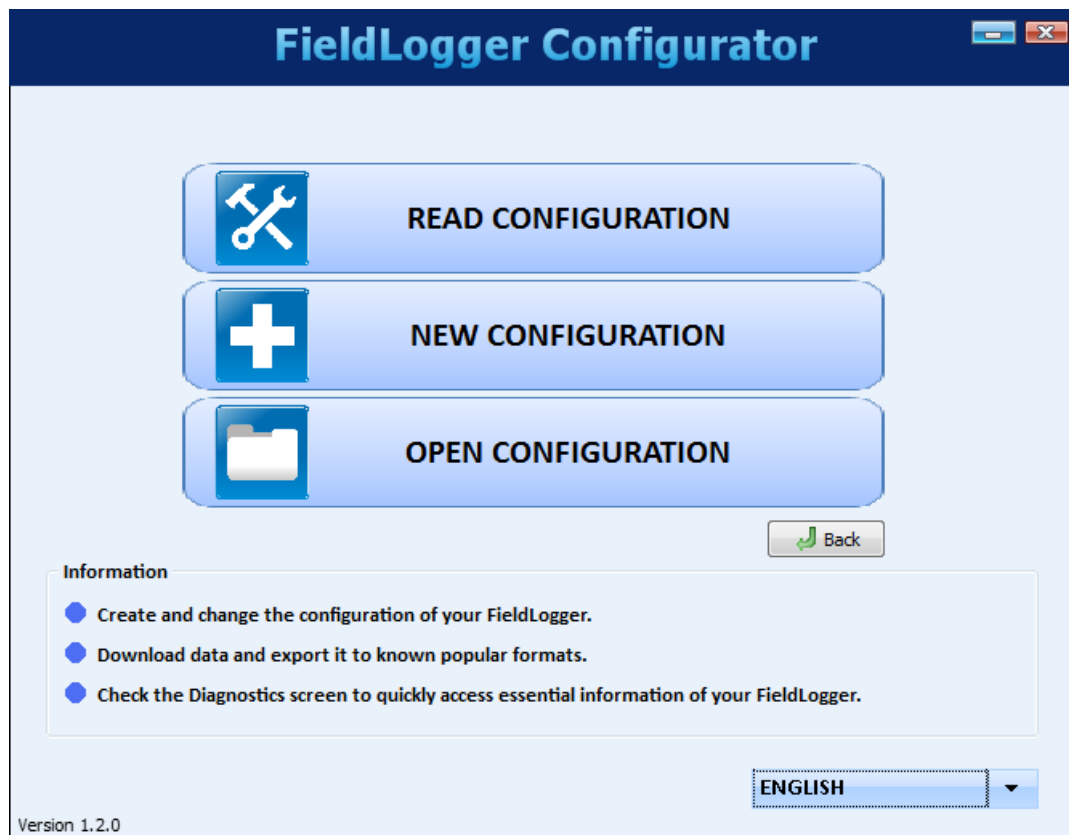 FieldLogger Configurator
READ CONFIGURATION
NEW CONFIGURATION
OPEN CONFIGURATION
Back
Information
Create and change the configuration of your FieldLogger.
Download data and export it to known popular formats.
Check the Diagnostics screen to quickly access essential information of your FieldLogger.
ENGLISH
Version 1.2.0